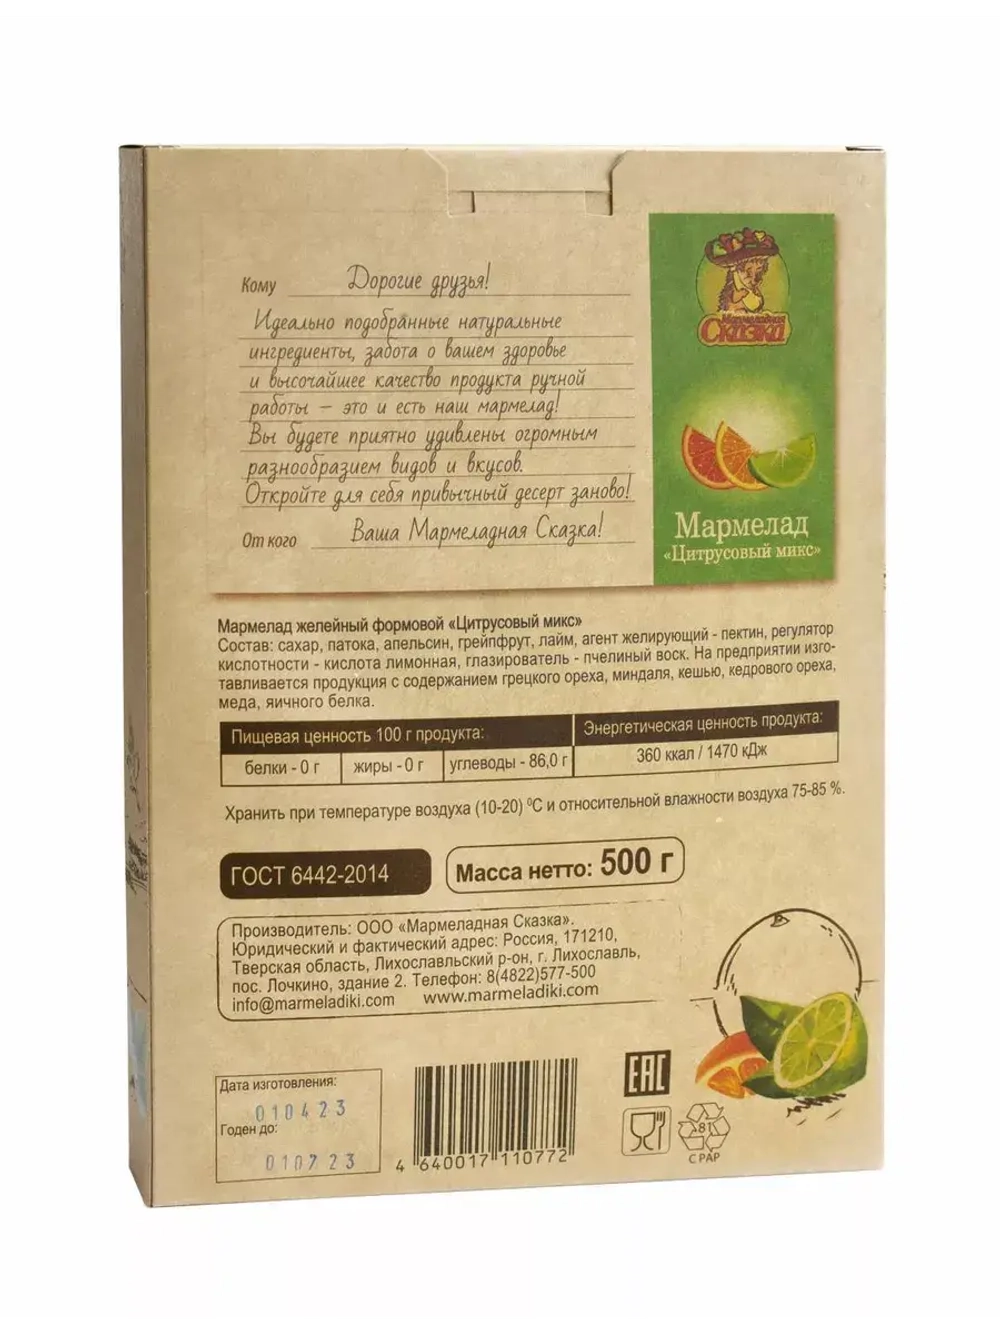 Кому Дорогие друзья!
Идеально подобранные натуральные
ингредиенты, забота о вашем здоровье
и высочайшее качество продукта ручной
работы – это и есть наш мармелад!
Вы будете приятно удивлены огромным
разнообразием видов и вкусов.
Откройте для себя привычный десерт заново!
От кого Ваша Мармеладная Сказка!
Мармеладная
Сказка
Мармелад
«Цитрусовый микс»
Мармелад желейный формовой «Цитрусовый микс»
Состав: сахар, патока, апельсин, грейпфрут, лайм, агент желирующий - пектин, регулятор
кислотности - кислота лимонная, глазирователь - пчелиный воск. На предприятии изго-
тавливается продукция с содержанием грецкого ореха, миндаля, кешью, кедрового ореха,
меда, яичного белка.
Пищевая ценность 100 г продукта: Энергетическая ценность продукта:
белки - 0 г жиры - 0 г углеводы - 86,0 г 360 ккал / 1470 кДж
Хранить при температуре воздуха (10-20) ⁰С и относительной влажности воздуха 75-85 %.
ГОСТ 6442-2014 Масса нетто: 500 г
Производитель: ООО «Мармеладная Сказка».
Юридический и фактический адрес: Россия, 171210,
Тверская область, Лихославльский р-он, г. Лихославль,
пос. Лочкино, здание 2. Телефон: 8(4822)577-500
info@marmeladiki.com www.marmeladiki.com
Дата изготовления:
010423
Годен до:
010723
4 640017 110772
EAC
81
C PAP